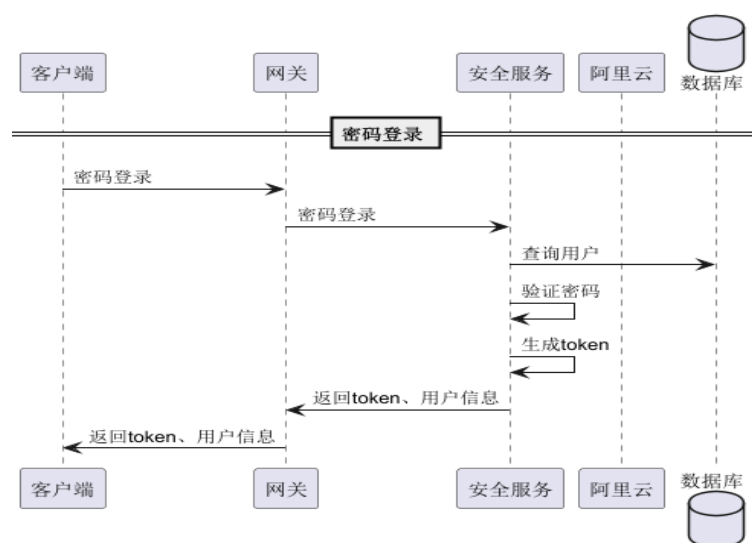 客户端
网关
安全服务
阿里云
数据库
密码登录
密码登录
密码登录
查询用户
验证密码
生成token
返回token、用户信息
返回token、用户信息
客户端
网关
安全服务
阿里云
数据库